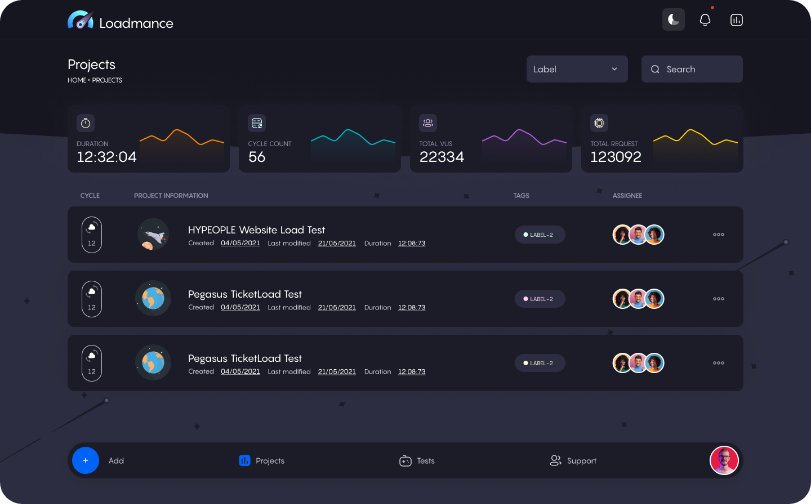 Loadmance
Projects
HOME • PROJECTS
Label
Search
DURATION
12:32:04
CYCLE COUNT
56
TOTAL VUS
22334
TOTAL REQUEST
123092
CYCLE PROJECT INFORMATION TAGS ASSIGNEE
12
HYPEOPLE Website Load Test
Created 04/05/2021 Last modified 21/05/2021 Duration 12:08:73
LABEL-2
12
Pegasus TicketLoad Test
Created 04/05/2021 Last modified 21/05/2021 Duration 12:08:73
LABEL-2
12
Pegasus TicketLoad Test
Created 04/05/2021 Last modified 21/05/2021 Duration 12:08:73
LABEL-2
Add Projects Tests Support